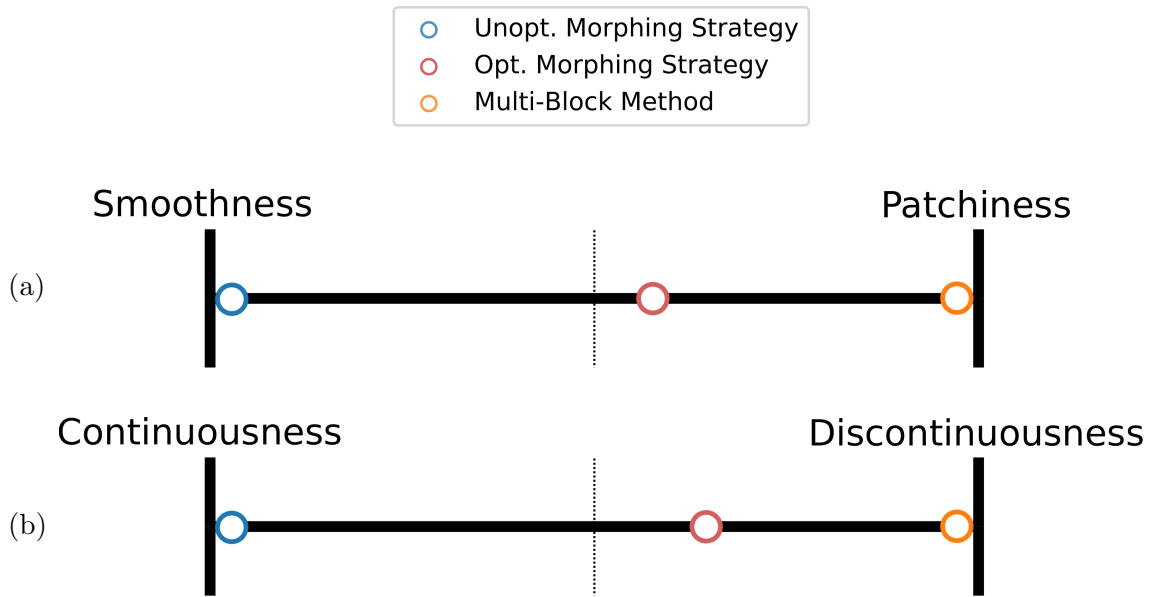 Unopt. Morphing Strategy
Opt. Morphing Strategy
Multi-Block Method
Smoothness Patchiness
(a)
Continuousness Discontinuousness
(b)